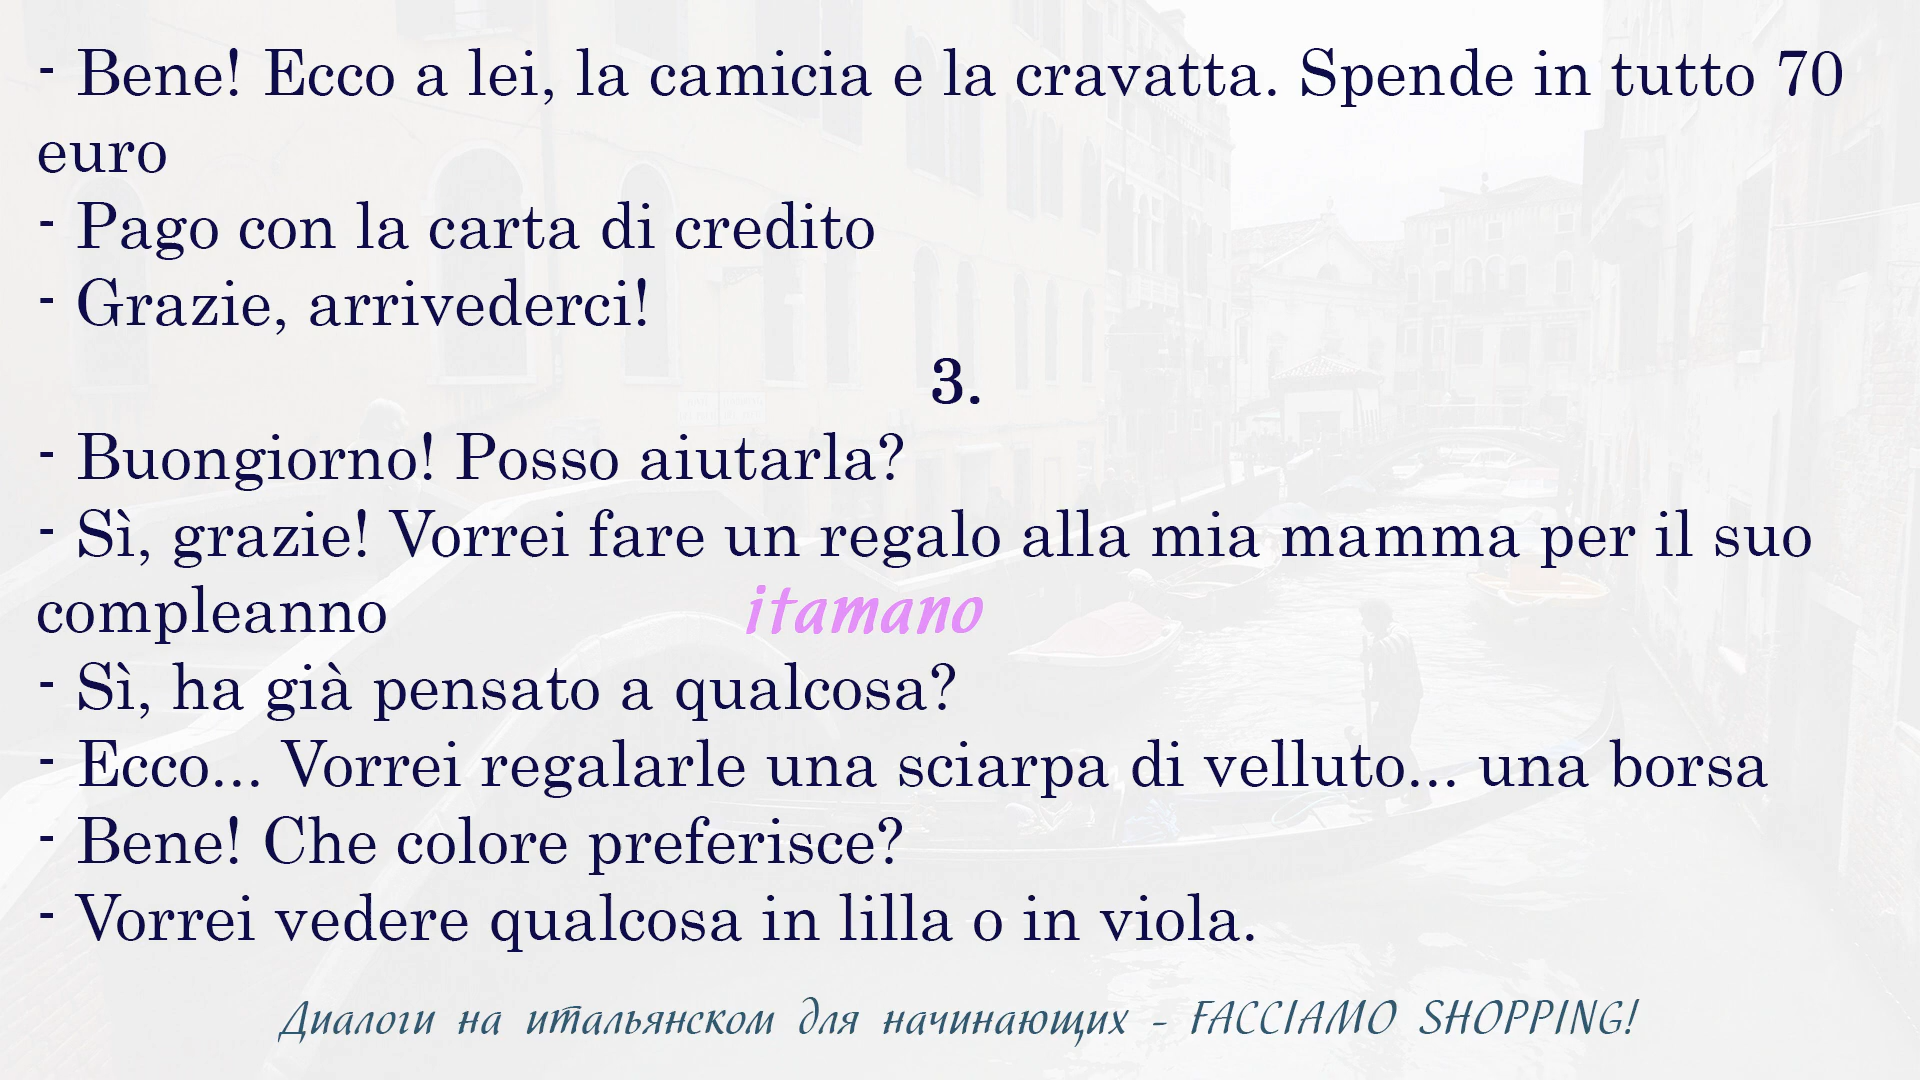 - Bene! Ecco a lei, la camicia e la cravatta. Spende in tutto 70
euro
- Pago con la carta di credito
- Grazie, arrivederci!
3.
- Buongiorno! Posso aiutarla?
- Sì, grazie! Vorrei fare un regalo alla mia mamma per il suo
compleanno
itamano
- Sì, ha già pensato a qualcosa?
- Ecco... Vorrei regalarle una sciarpa di velluto... una borsa
- Bene! Che colore preferisce?
- Vorrei vedere qualcosa in lilla o in viola.
Диалоги на итальянском для начинающих - FACCIAMO SHOPPING!